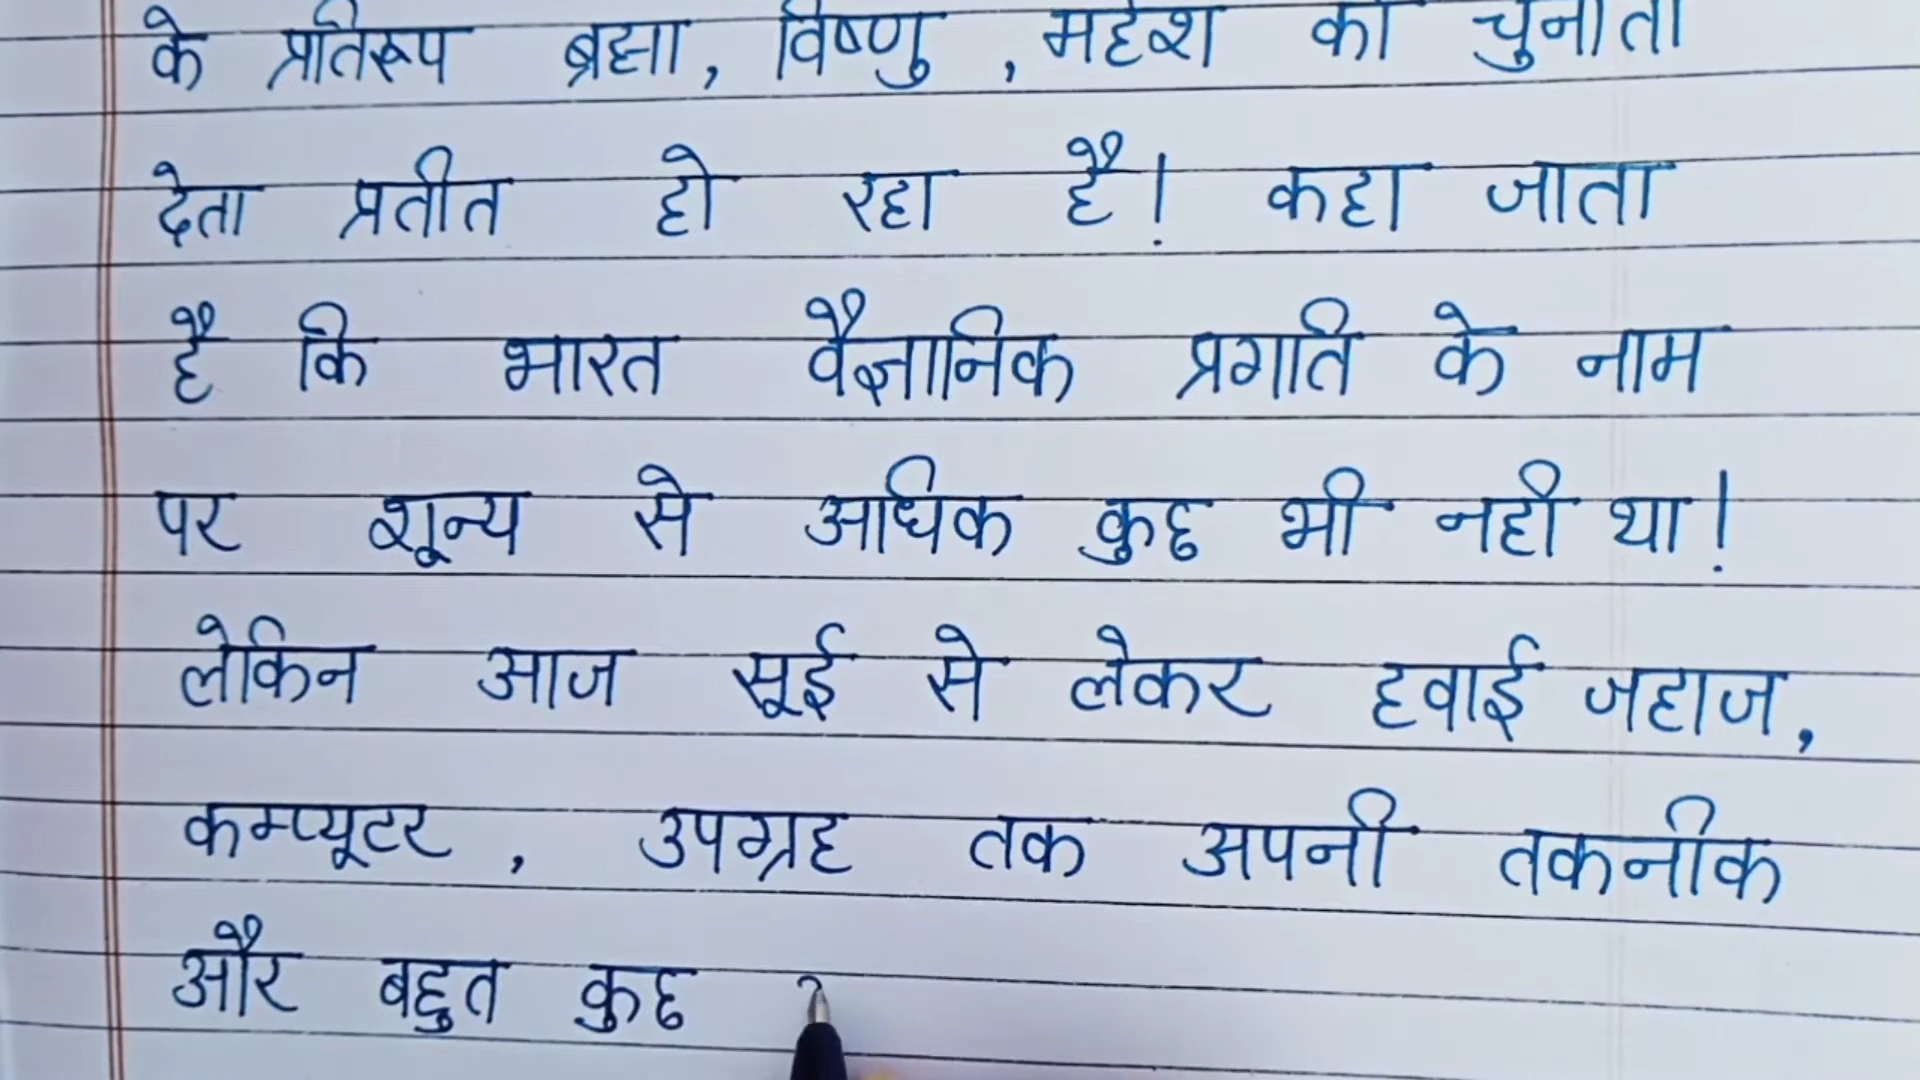 के प्रतिरूप ब्रह्मा, विष्णु , महेश को चुनौती
देता प्रतीत हो रहा है! कहा जाता
है कि भारत वैज्ञानिक प्रगति के नाम
पर शून्य से अधिक कुछ भी नही था!
लेकिन आज सूई से लेकर हवाई जहाज,
कम्प्यूटर , उपग्रह तक अपनी तकनीक
और बहुत कुछ